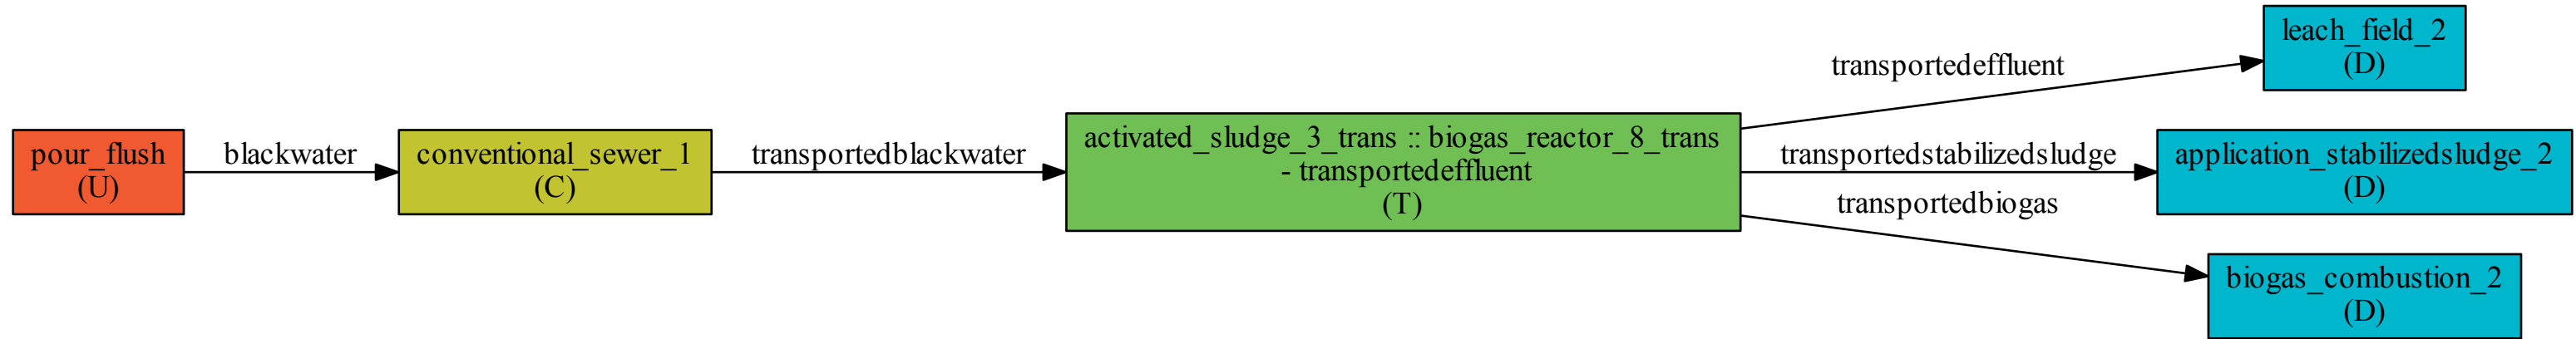 pour_flush
(U)
blackwater
conventional_sewer_1
(C)
transportedblackwater
activated_sludge_3_trans :: biogas_reactor_8_trans
- transportedeffluent
(T)
transportedeffluent
transportedstabilizedsludge
transportedbiogas
leach_field_2
(D)
application_stabilizedsludge_2
(D)
biogas_combustion_2
(D)